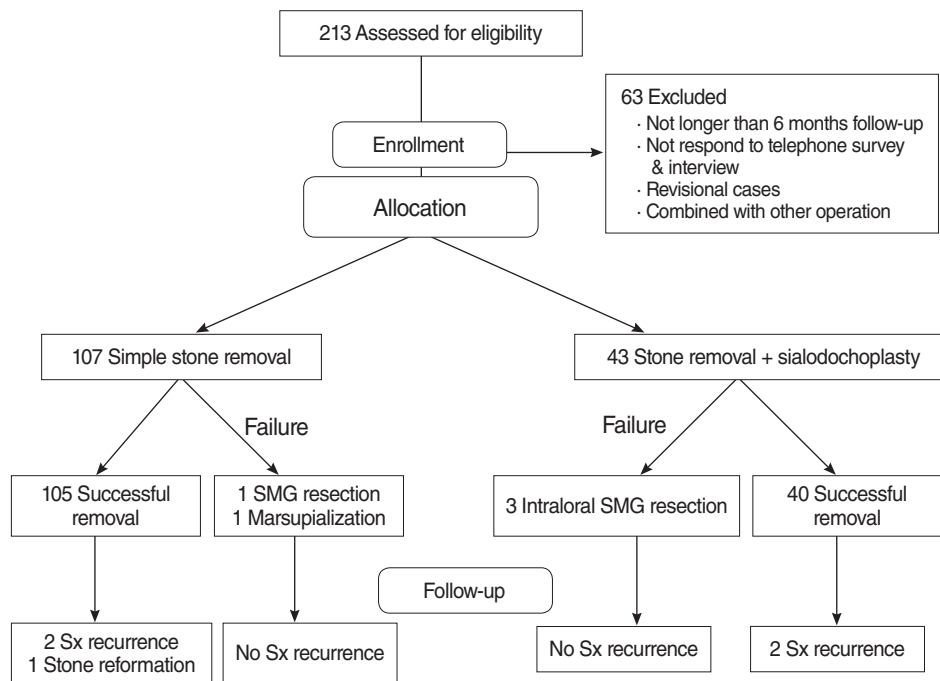 213 Assessed for eligibility
63 Excluded
· Not longer than 6 months follow-up
· Not respond to telephone survey
& interview
· Revisional cases
· Combined with other operation
Enrollment
Allocation
107 Simple stone removal
43 Stone removal + sialodochoplasty
Failure
Failure
105 Successful
removal
1 SMG resection
1 Marsupialization
3 Intraloral SMG resection
40 Successful
removal
Follow-up
2 Sx recurrence
1 Stone reformation
No Sx recurrence
No Sx recurrence
2 Sx recurrence